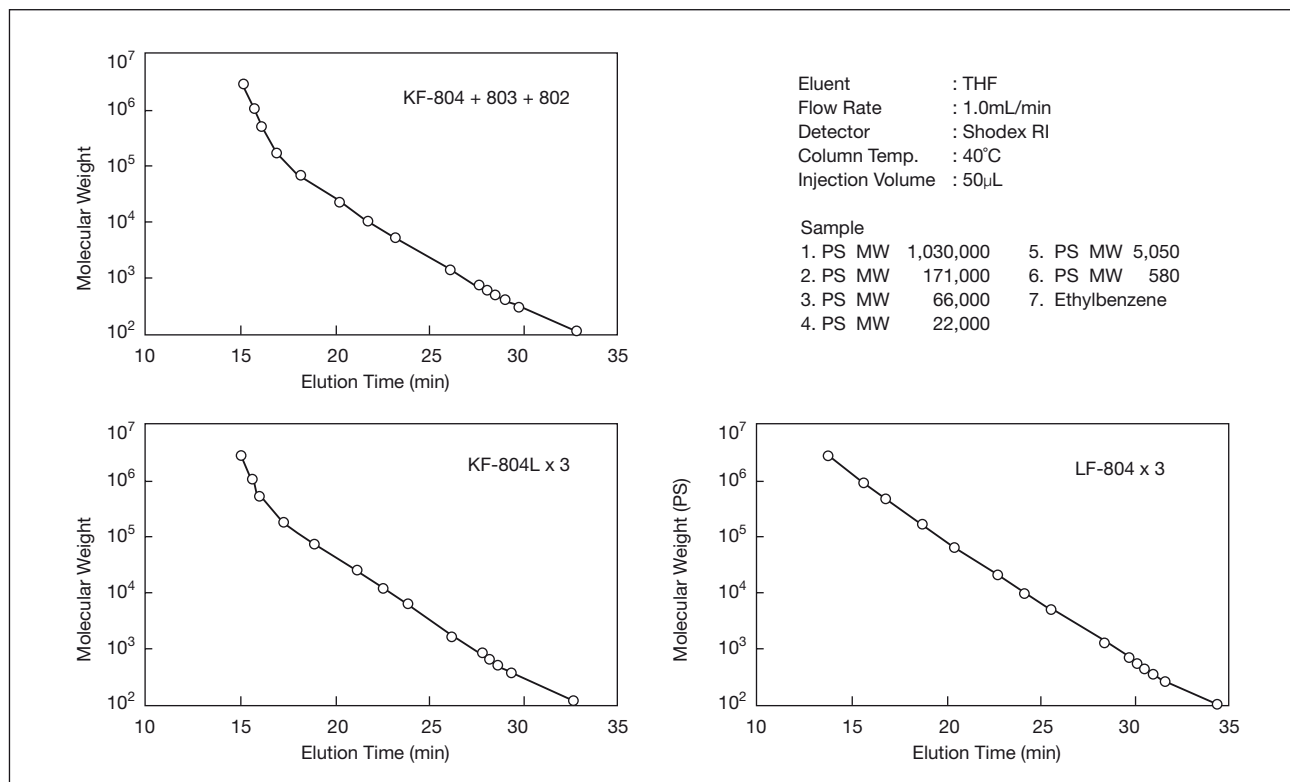 10⁷
10⁶
10⁵
10⁴
10³
10²
Molecular Weight
KF-804 + 803 + 802
10 15 20 25 30 35
Elution Time (min)
Eluent : THF
Flow Rate : 1.0mL/min
Detector : Shodex RI
Column Temp. : 40°C
Injection Volume : 50μL
Sample
1. PS MW 1,030,000 5. PS MW 5,050
2. PS MW 171,000 6. PS MW 580
3. PS MW 66,000 7. Ethylbenzene
4. PS MW 22,000
10⁷
10⁶
10⁵
10⁴
10³
10²
Molecular Weight
KF-804L x 3
10 15 20 25 30 35
Elution Time (min)
10⁷
10⁶
10⁵
10⁴
10³
10²
Molecular Weight (PS)
LF-804 x 3
10 15 20 25 30 35
Elution Time (min)